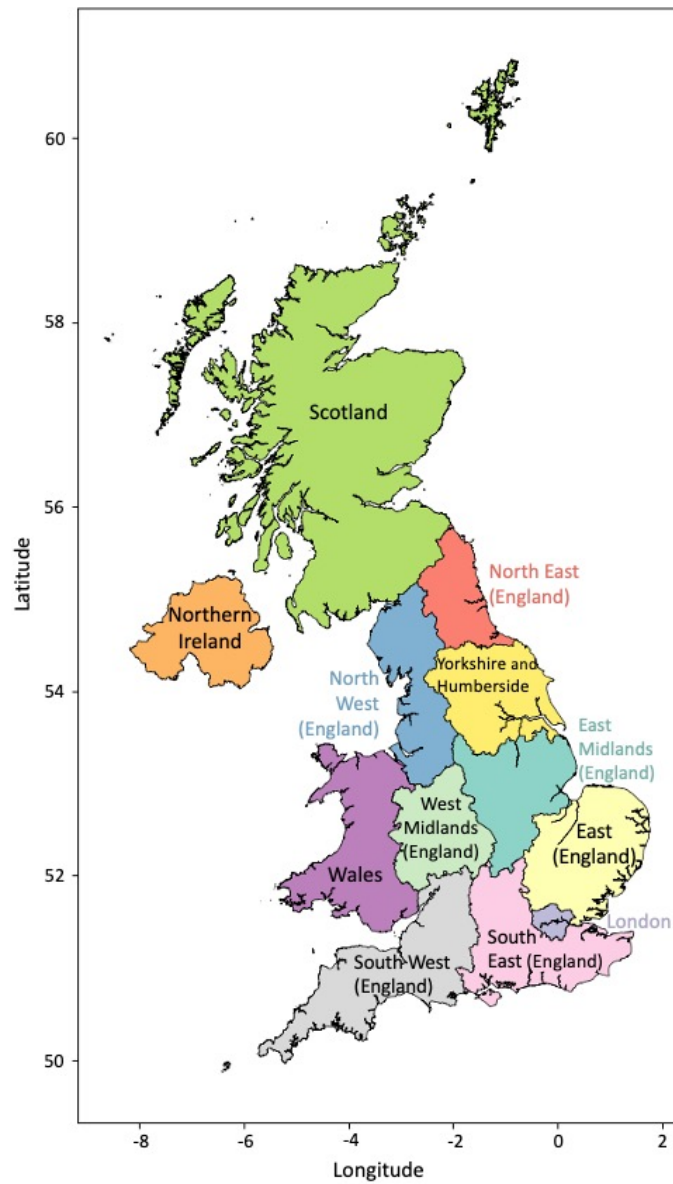 60
58
Scotland
56
Latitude
North East
(England)
Northern
Ireland
Yorkshire and
Humberside
54
North
West
(England)
East
Midlands
(England)
West
Midlands
(England)
East
(England)
52
Wales
London
South
East (England)
South West
(England)
50
-8
-6
-4
-2
0
2
Longitude